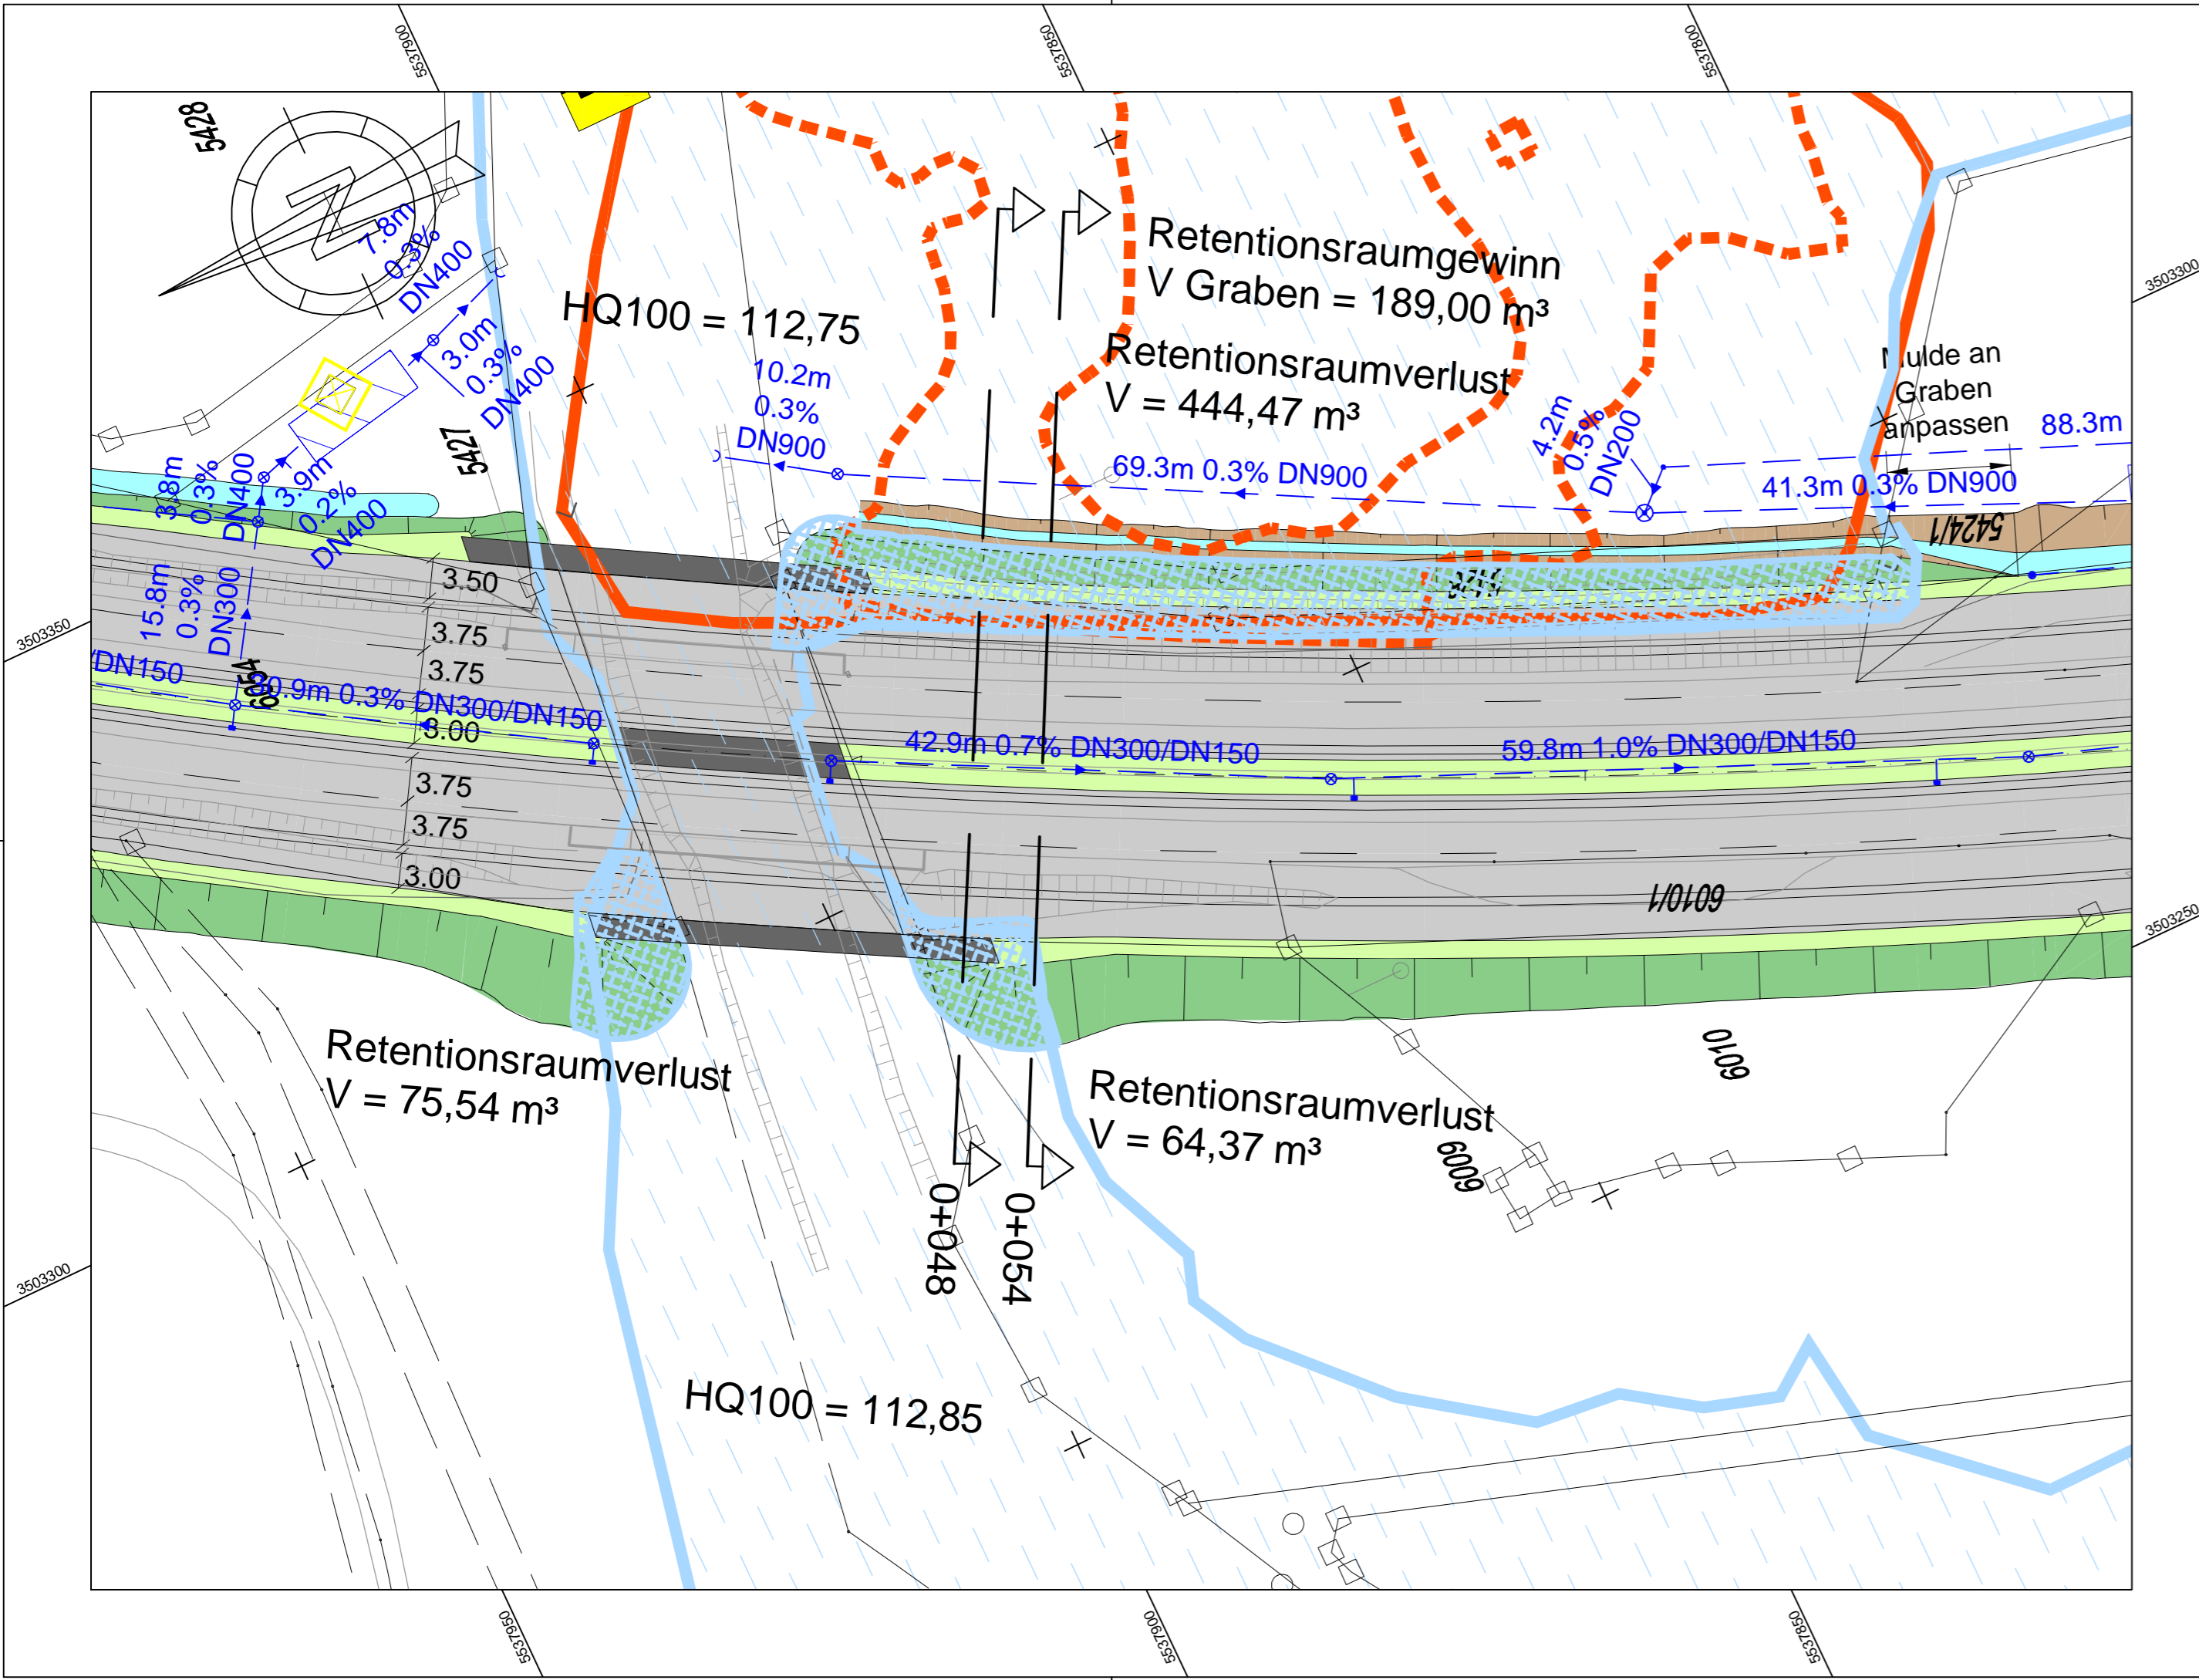 5537900
5537850
5537800
5428
7.8m
0.3%
DN400
3.0m
0.3%
DN400
HQ100 = 112,75
10.2m
0.3%
DN900
Retentionsraumgewinn
V Graben = 189,00 m³
Retentionsraumverlust
V = 444,47 m³
3503300
Mulde an
Graben
anpassen
88.3m
4.2m
0.5%
DN200
69.3m 0.3% DN900
41.3m 0.3% DN900
5424/1
5427
3.8m
0.3%
DN400
3.9m
0.2%
DN400
15.8m
0.3%
DN300
3503350
/DN150
6054
30.9m 0.3% DN300/DN150
3.50
3.75
3.75
3.00
3.75
3.75
3.00
42.9m 0.7% DN300/DN150
59.8m 1.0% DN300/DN150
6010/1
3503250
6010
6009
Retentionsraumverlust
V = 75,54 m³
Retentionsraumverlust
V = 64,37 m³
0+048
0+054
3503300
HQ100 = 112,85
5537950
5537900
5537850